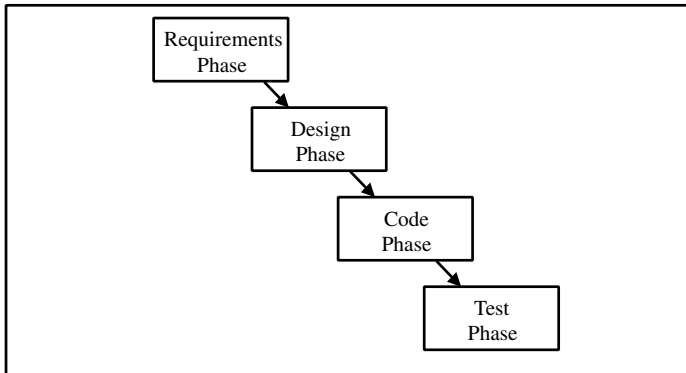 Requirements
Phase
Design
Phase
Code
Phase
Test
Phase